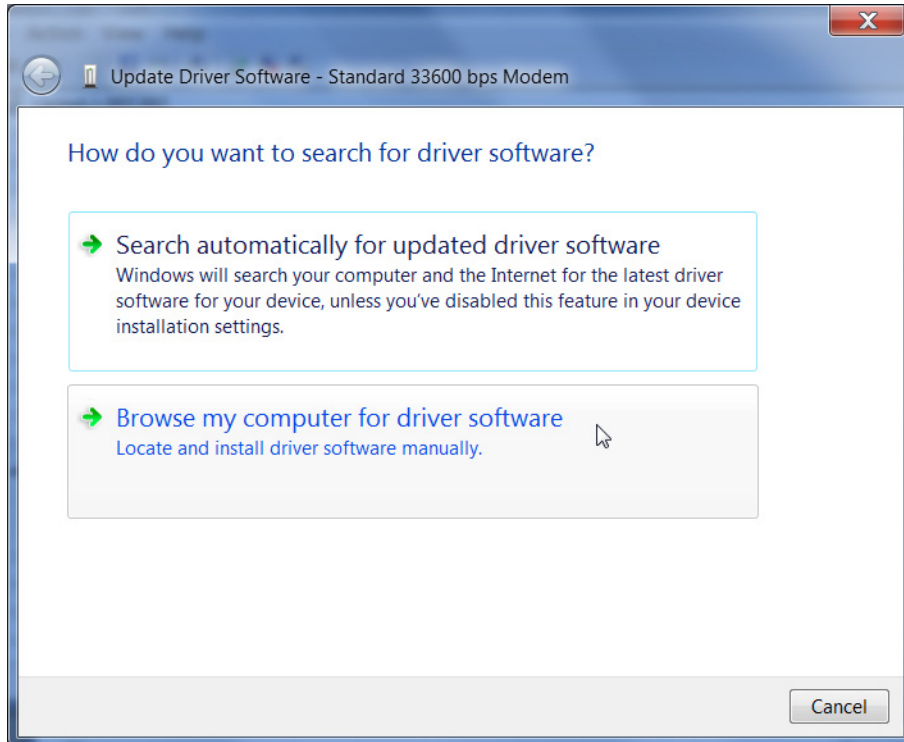 Action View Help
Update Driver Software - Standard 33600 bps Modem
How do you want to search for driver software?
Search automatically for updated driver software
Windows will search your computer and the Internet for the latest driver
software for your device, unless you've disabled this feature in your device
installation settings.
Browse my computer for driver software
Locate and install driver software manually.
Cancel